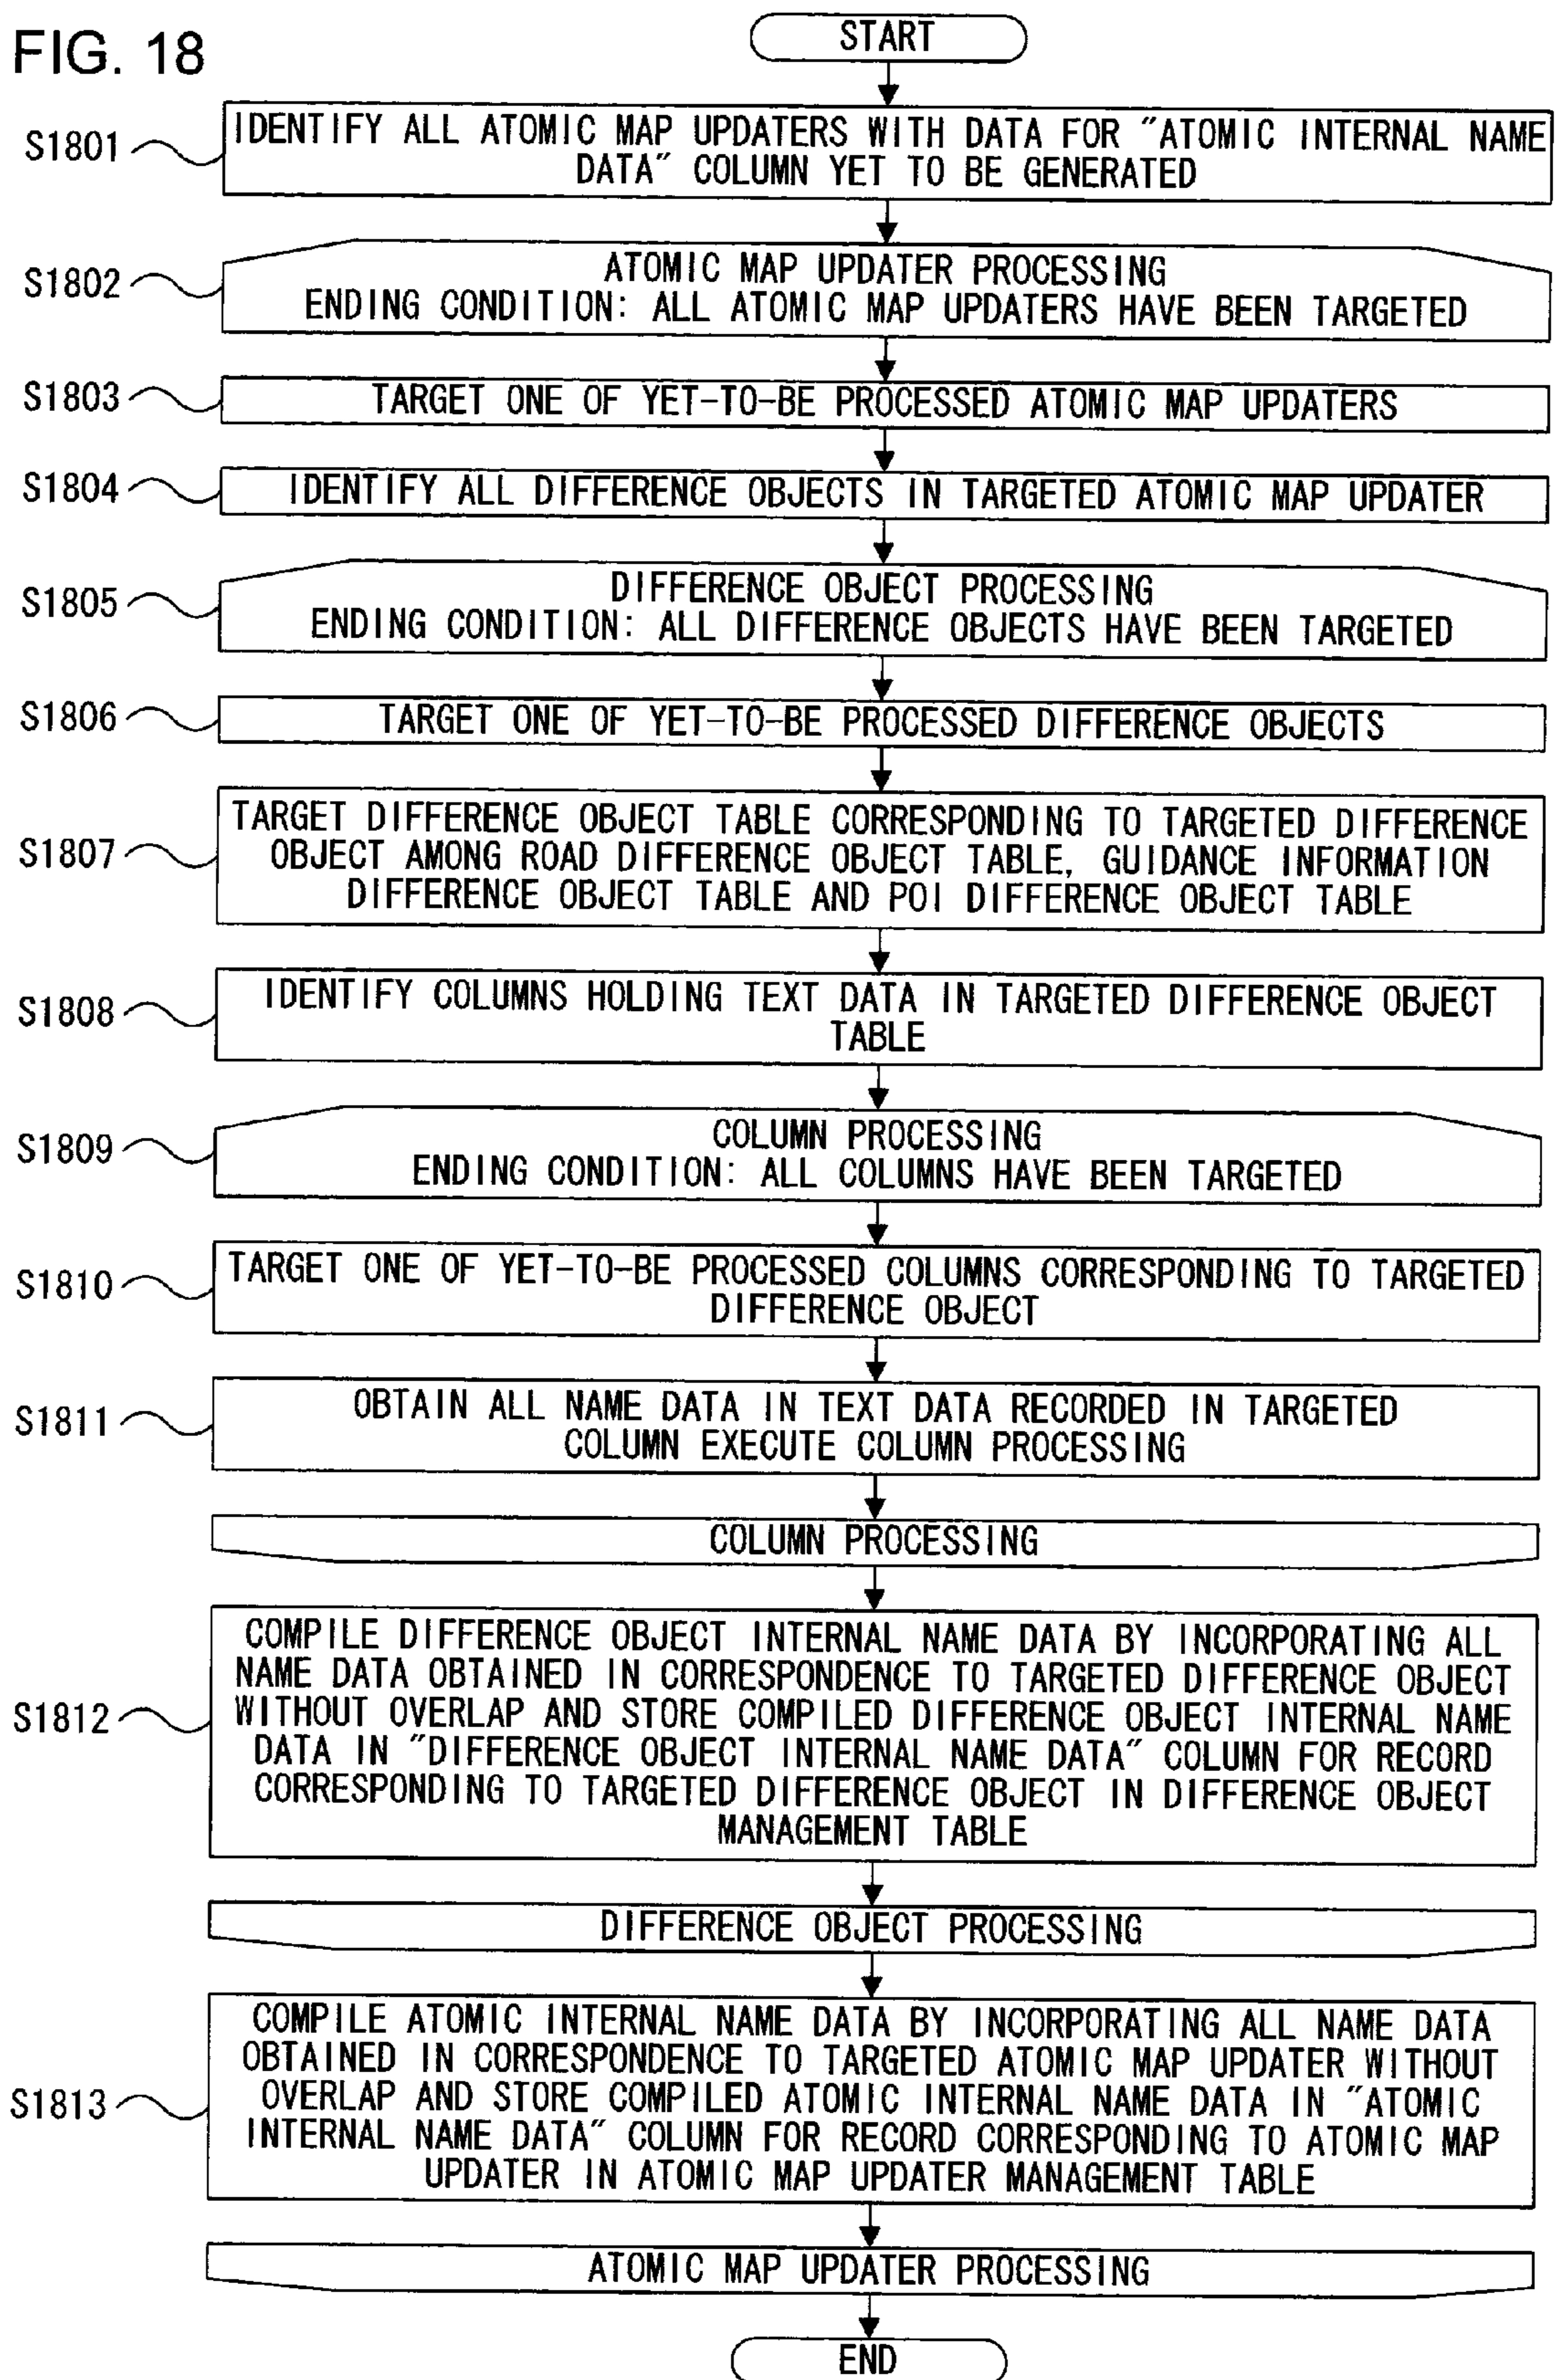 FIG. 18
START
S1801
IDENTIFY ALL ATOMIC MAP UPDATERS WITH DATA FOR "ATOMIC INTERNAL NAME
DATA" COLUMN YET TO BE GENERATED
S1802
ATOMIC MAP UPDATER PROCESSING
ENDING CONDITION: ALL ATOMIC MAP UPDATERS HAVE BEEN TARGETED
S1803
TARGET ONE OF YET-TO-BE PROCESSED ATOMIC MAP UPDATERS
S1804
IDENTIFY ALL DIFFERENCE OBJECTS IN TARGETED ATOMIC MAP UPDATER
S1805
DIFFERENCE OBJECT PROCESSING
ENDING CONDITION: ALL DIFFERENCE OBJECTS HAVE BEEN TARGETED
S1806
TARGET ONE OF YET-TO-BE PROCESSED DIFFERENCE OBJECTS
S1807
TARGET DIFFERENCE OBJECT TABLE CORRESPONDING TO TARGETED DIFFERENCE
OBJECT AMONG ROAD DIFFERENCE OBJECT TABLE, GUIDANCE INFORMATION
DIFFERENCE OBJECT TABLE AND POI DIFFERENCE OBJECT TABLE
S1808
IDENTIFY COLUMNS HOLDING TEXT DATA IN TARGETED DIFFERENCE OBJECT
TABLE
S1809
COLUMN PROCESSING
ENDING CONDITION: ALL COLUMNS HAVE BEEN TARGETED
S1810
TARGET ONE OF YET-TO-BE PROCESSED COLUMNS CORRESPONDING TO TARGETED
DIFFERENCE OBJECT
S1811
OBTAIN ALL NAME DATA IN TEXT DATA RECORDED IN TARGETED
COLUMN EXECUTE COLUMN PROCESSING
COLUMN PROCESSING
S1812
COMPILE DIFFERENCE OBJECT INTERNAL NAME DATA BY INCORPORATING ALL
NAME DATA OBTAINED IN CORRESPONDENCE TO TARGETED DIFFERENCE OBJECT
WITHOUT OVERLAP AND STORE COMPILED DIFFERENCE OBJECT INTERNAL NAME
DATA IN "DIFFERENCE OBJECT INTERNAL NAME DATA" COLUMN FOR RECORD
CORRESPONDING TO TARGETED DIFFERENCE OBJECT IN DIFFERENCE OBJECT
MANAGEMENT TABLE
DIFFERENCE OBJECT PROCESSING
S1813
COMPILE ATOMIC INTERNAL NAME DATA BY INCORPORATING ALL NAME DATA
OBTAINED IN CORRESPONDENCE TO TARGETED ATOMIC MAP UPDATER WITHOUT
OVERLAP AND STORE COMPILED ATOMIC INTERNAL NAME DATA IN "ATOMIC
INTERNAL NAME DATA" COLUMN FOR RECORD CORRESPONDING TO ATOMIC MAP
UPDATER IN ATOMIC MAP UPDATER MANAGEMENT TABLE
ATOMIC MAP UPDATER PROCESSING
END